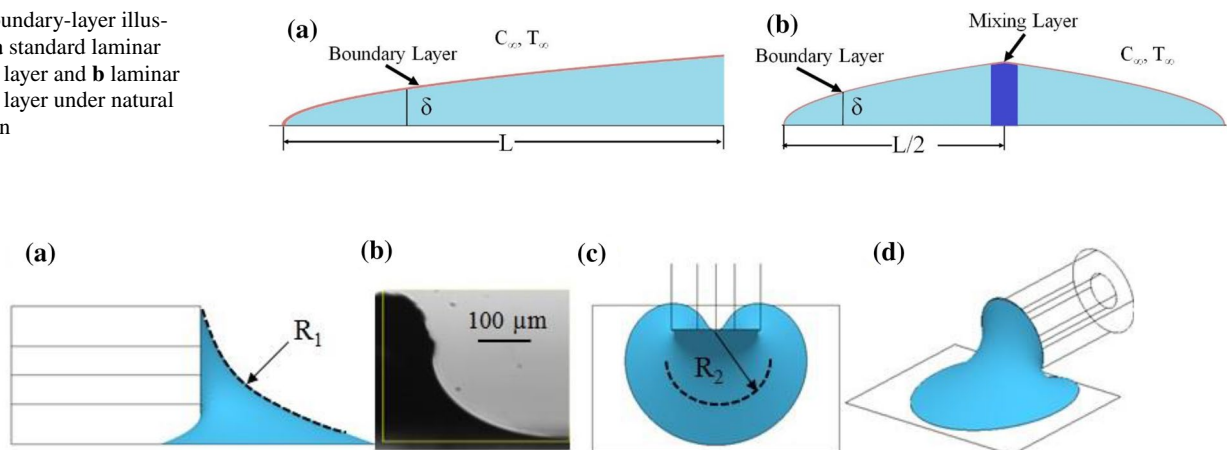 oundary-layer illus-
standard laminar
layer and b laminar
layer under natural
(a)
C∞, T∞
Boundary Layer
δ
L
(b)
Mixing Layer
C∞, T∞
Boundary Layer
δ
L/2
(a)
R1
(b)
100 µm
(c)
R2
(d)